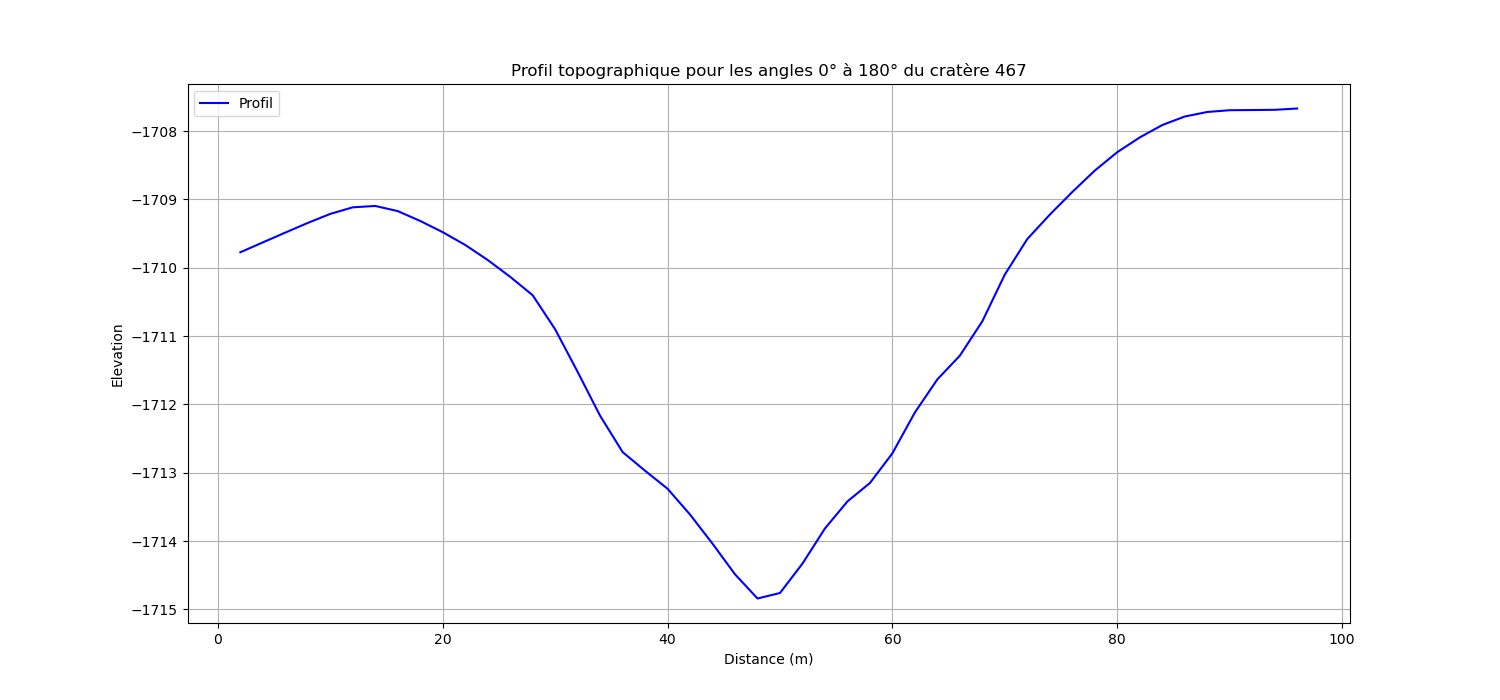 Profil topographique pour les angles 0° à 180° du cratère 467
Profil
−1708
−1709
−1710
−1711
−1712
−1713
−1714
−1715
Elevation
0 20 40 60 80 100
Distance (m)